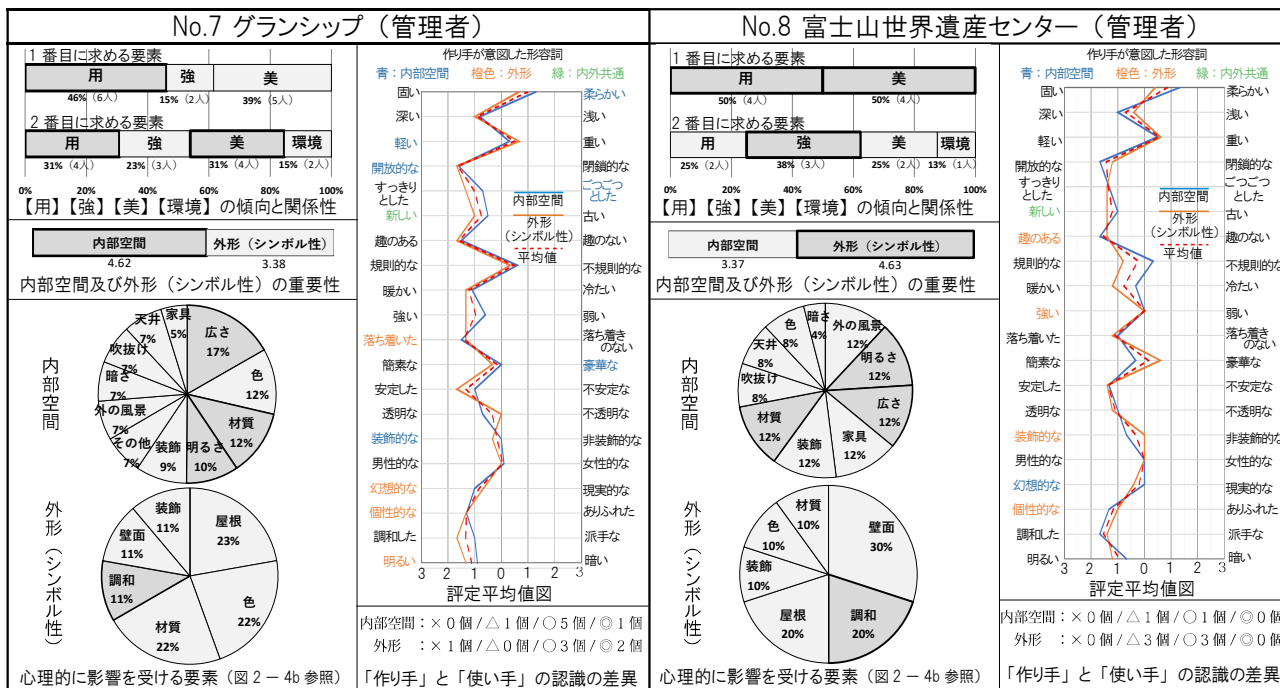 No.7 グランシップ（管理者）
1 番目に求める要素
用 強 美
46%（6人） 15%（2人） 39%（5人）
2 番目に求める要素
用 強 美 環境
31%（4人） 23%（3人） 31%（4人） 15%（2人）
0% 20% 40% 60% 80% 100%
【用】【強】【美】【環境】の傾向と関係性
内部空間 外形（シンボル性）
4.62 3.38
内部空間及び外形（シンボル性）の重要性
内部空間
広さ 17%
色 12%
材質 12%
明るさ 10%
装飾 9%
その他 7%
外の風景 7%
暗さ 7%
吹抜け 7%
天井 7%
家具 5%
外形（シンボル性）
屋根 23%
色 22%
材質 22%
調和 11%
壁面 11%
装飾 11%
心理的に影響を受ける要素（図 2 − 4b 参照）
作り手が意図した形容詞
青：内部空間 橙色：外形 緑：内外共通
固い 柔らかい
深い 浅い
軽い 重い
開放的な 閉鎖的な
すっきりとした ごつごつとした
新しい 古い
趣のある 趣のない
規則的な 不規則的な
暖かい 冷たい
強い 弱い
落ち着いた 落ち着きのない
簡素な 豪華な
安定した 不安定な
透明な 不透明な
装飾的な 非装飾的な
男性的な 女性的な
幻想的な 現実的な
個性的な ありふれた
調和した 派手な
明るい 暗い
内部空間
外形（シンボル性）
平均値
3 2 1 0 1 2 3
評定平均値図
内部空間：× 0 個 / △ 1 個 / ○ 5 個 / ◎ 1 個
外形 ：× 1 個 / △ 0 個 / ○ 3 個 / ◎ 2 個
「作り手」と「使い手」の認識の差異
No.8 富士山世界遺産センター（管理者）
1 番目に求める要素
用 美
50%（4人） 50%（4人）
2 番目に求める要素
用 強 美 環境
25%（2人） 38%（3人） 25%（2人） 13%（1人）
0% 20% 40% 60% 80% 100%
【用】【強】【美】【環境】の傾向と関係性
内部空間 外形（シンボル性）
3.37 4.63
内部空間及び外形（シンボル性）の重要性
内部空間
外の風景 12%
明るさ 12%
広さ 12%
家具 12%
装飾 12%
材質 12%
吹抜け 8%
天井 8%
色 8%
暗さ 4%
外形（シンボル性）
壁面 30%
調和 20%
屋根 20%
装飾 10%
色 10%
材質 10%
心理的に影響を受ける要素（図 2 − 4b 参照）
作り手が意図した形容詞
青：内部空間 橙色：外形 緑：内外共通
固い 柔らかい
深い 浅い
軽い 重い
開放的な 閉鎖的な
すっきりとした ごつごつとした
新しい 古い
趣のある 趣のない
規則的な 不規則的な
暖かい 冷たい
強い 弱い
落ち着いた 落ち着きのない
簡素な 豪華な
安定した 不安定な
透明な 不透明な
装飾的な 非装飾的な
男性的な 女性的な
幻想的な 現実的な
個性的な ありふれた
調和した 派手な
明るい 暗い
内部空間
外形（シンボル性）
平均値
3 2 1 0 1 2 3
評定平均値図
内部空間：× 0 個 / △ 1 個 / ○ 1 個 / ◎ 0 個
外形 ：× 0 個 / △ 3 個 / ○ 3 個 / ◎ 0 個
「作り手」と「使い手」の認識の差異